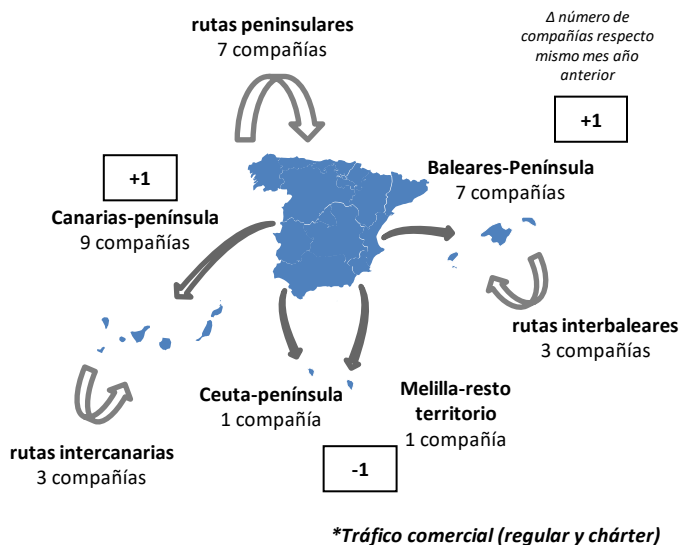 rutas peninsulares
7 compañías
Δ número de
compañías respecto
mismo mes año
anterior
+1
+1
Canarias-península
9 compañías
Baleares-Península
7 compañías
rutas interbaleares
3 compañías
Ceuta-península
1 compañía
Melilla-resto
territorio
1 compañía
rutas intercanarias
3 compañías
-1
*Tráfico comercial (regular y chárter)